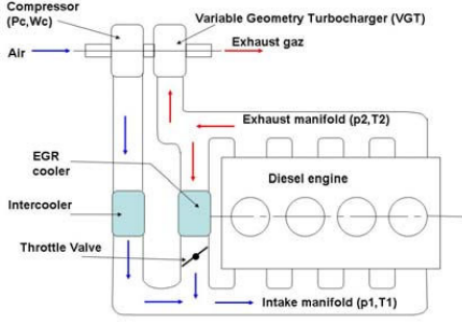 Compressor
(Pc,Wc)
Variable Geometry Turbocharger (VGT)
Air
Exhaust gaz
Exhaust manifold (p2,T2)
EGR
cooler
Diesel engine
Intercooler
Throttle Valve
Intake manifold (p1,T1)